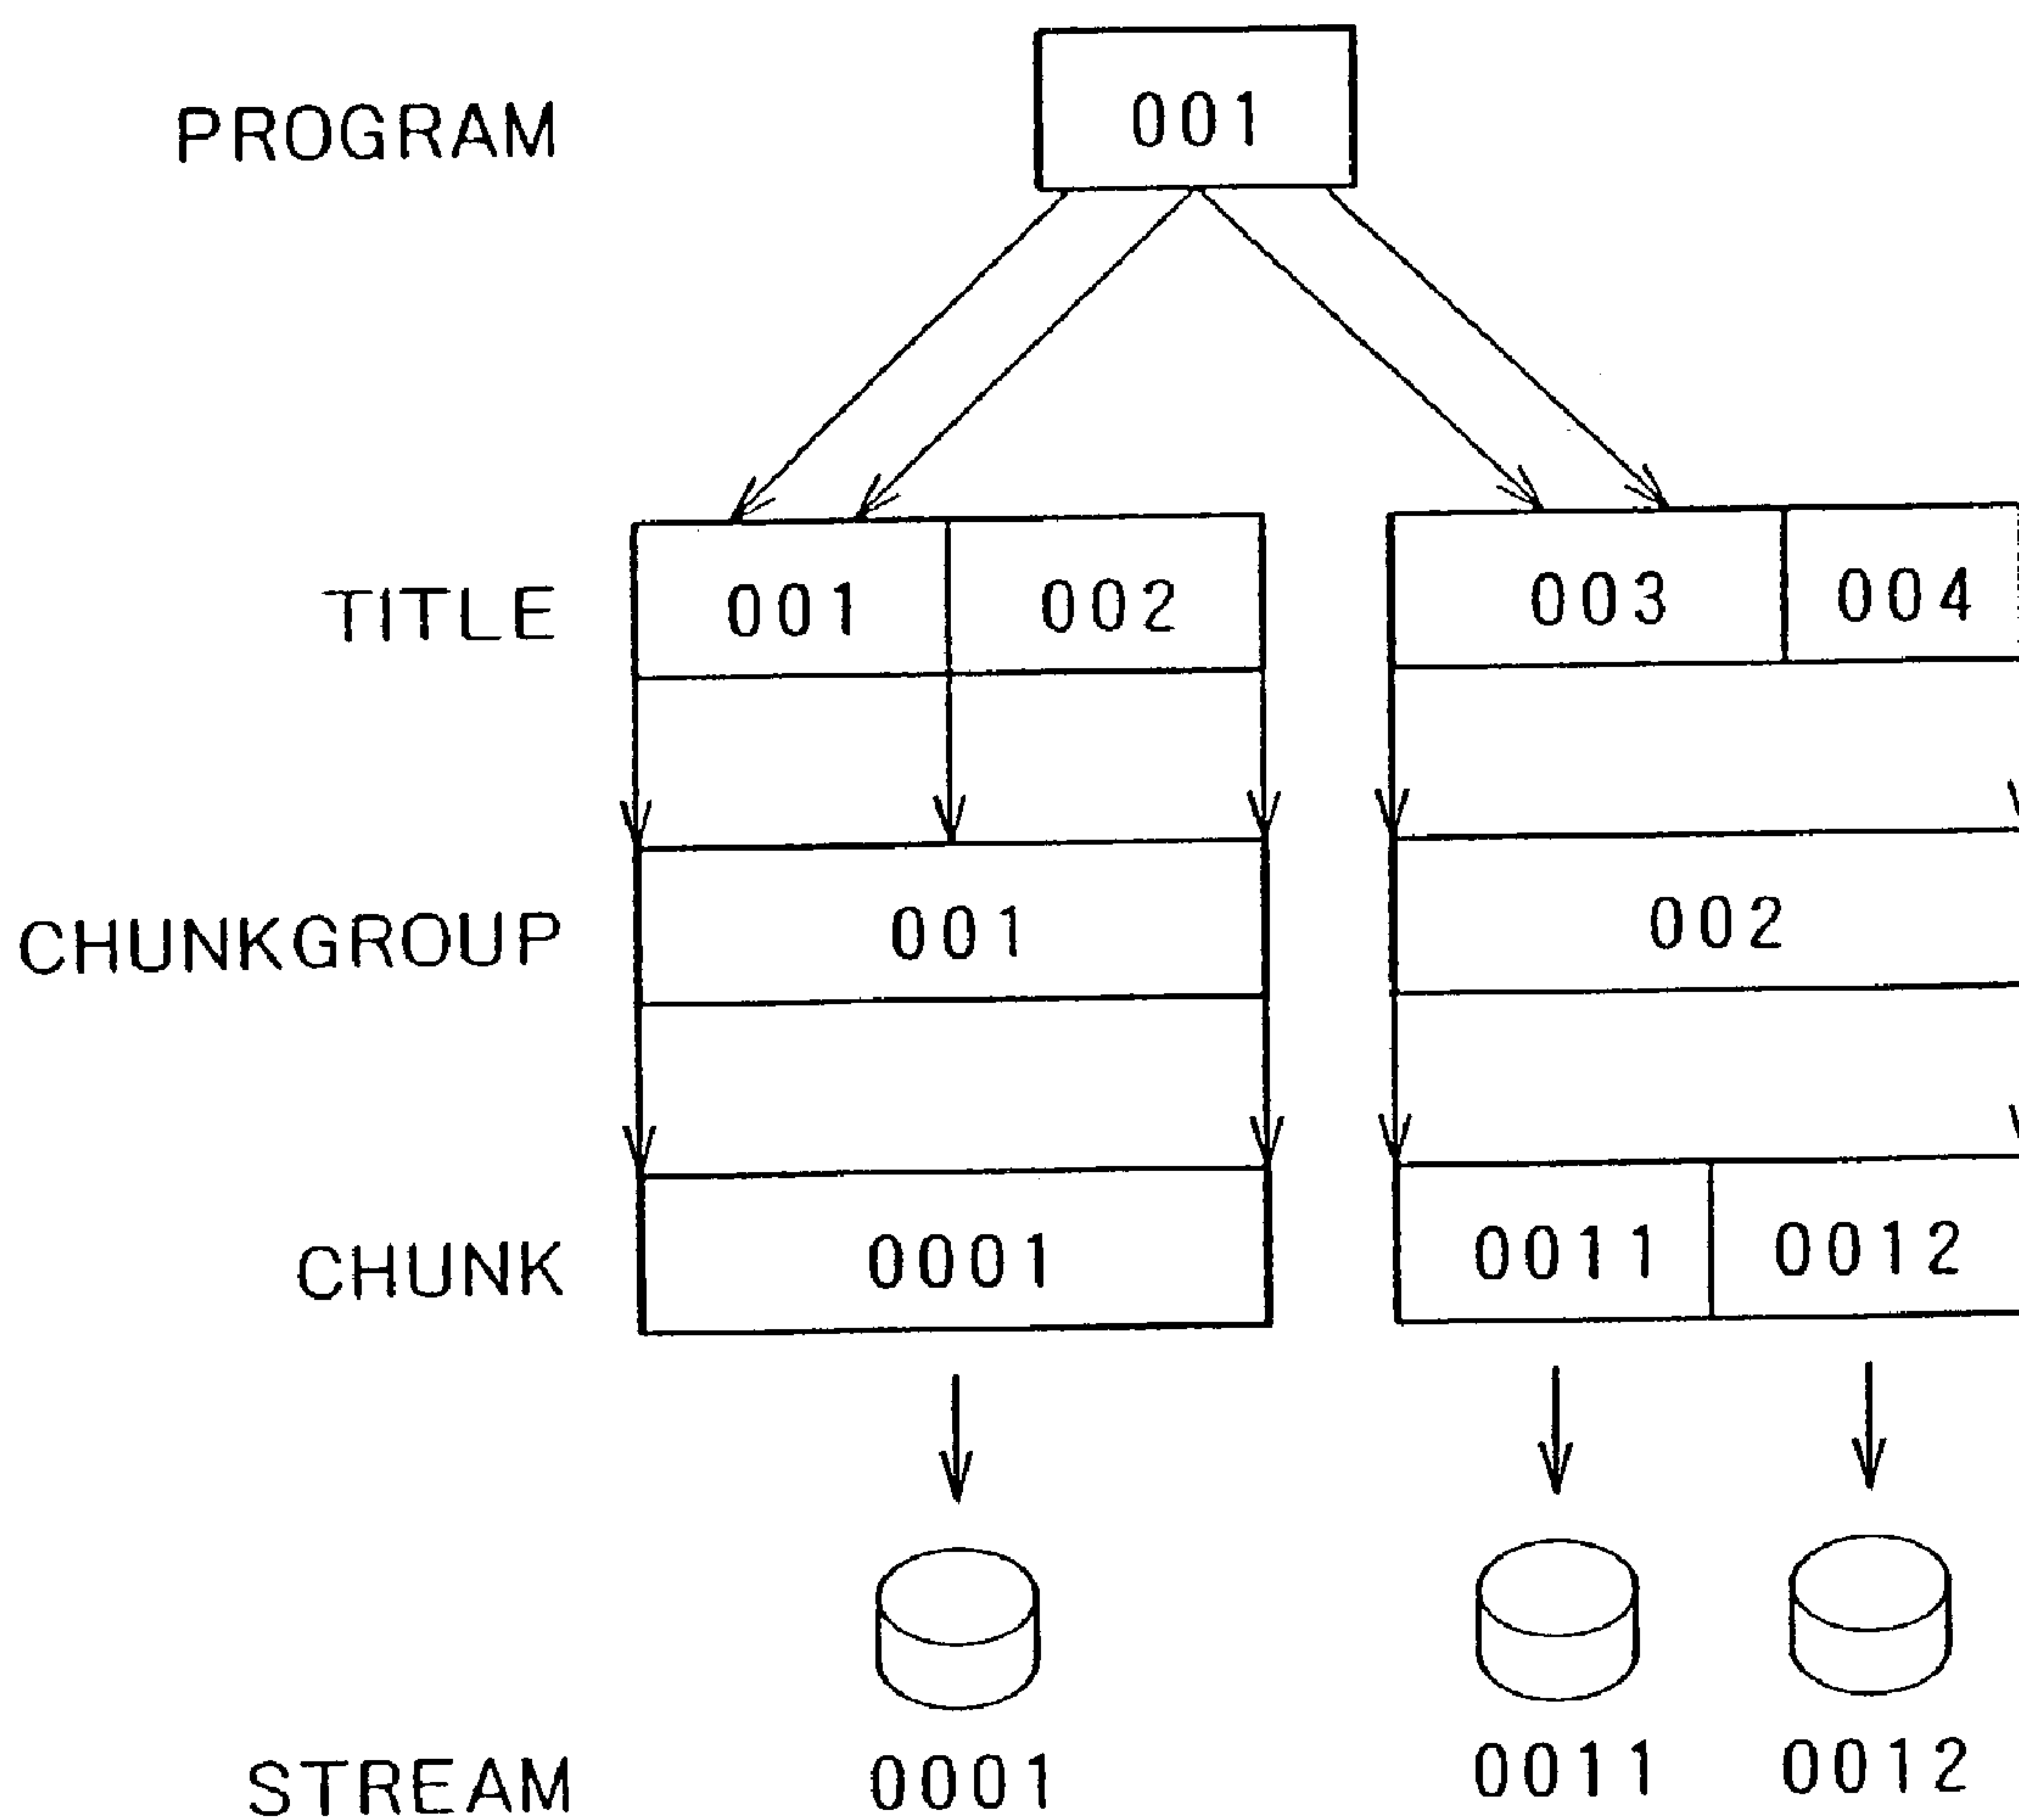 PROGRAM 001
TITLE 001 002 003 004
CHUNKGROUP 001 002
CHUNK 0001 0011 0012
STREAM 0001 0011 0012